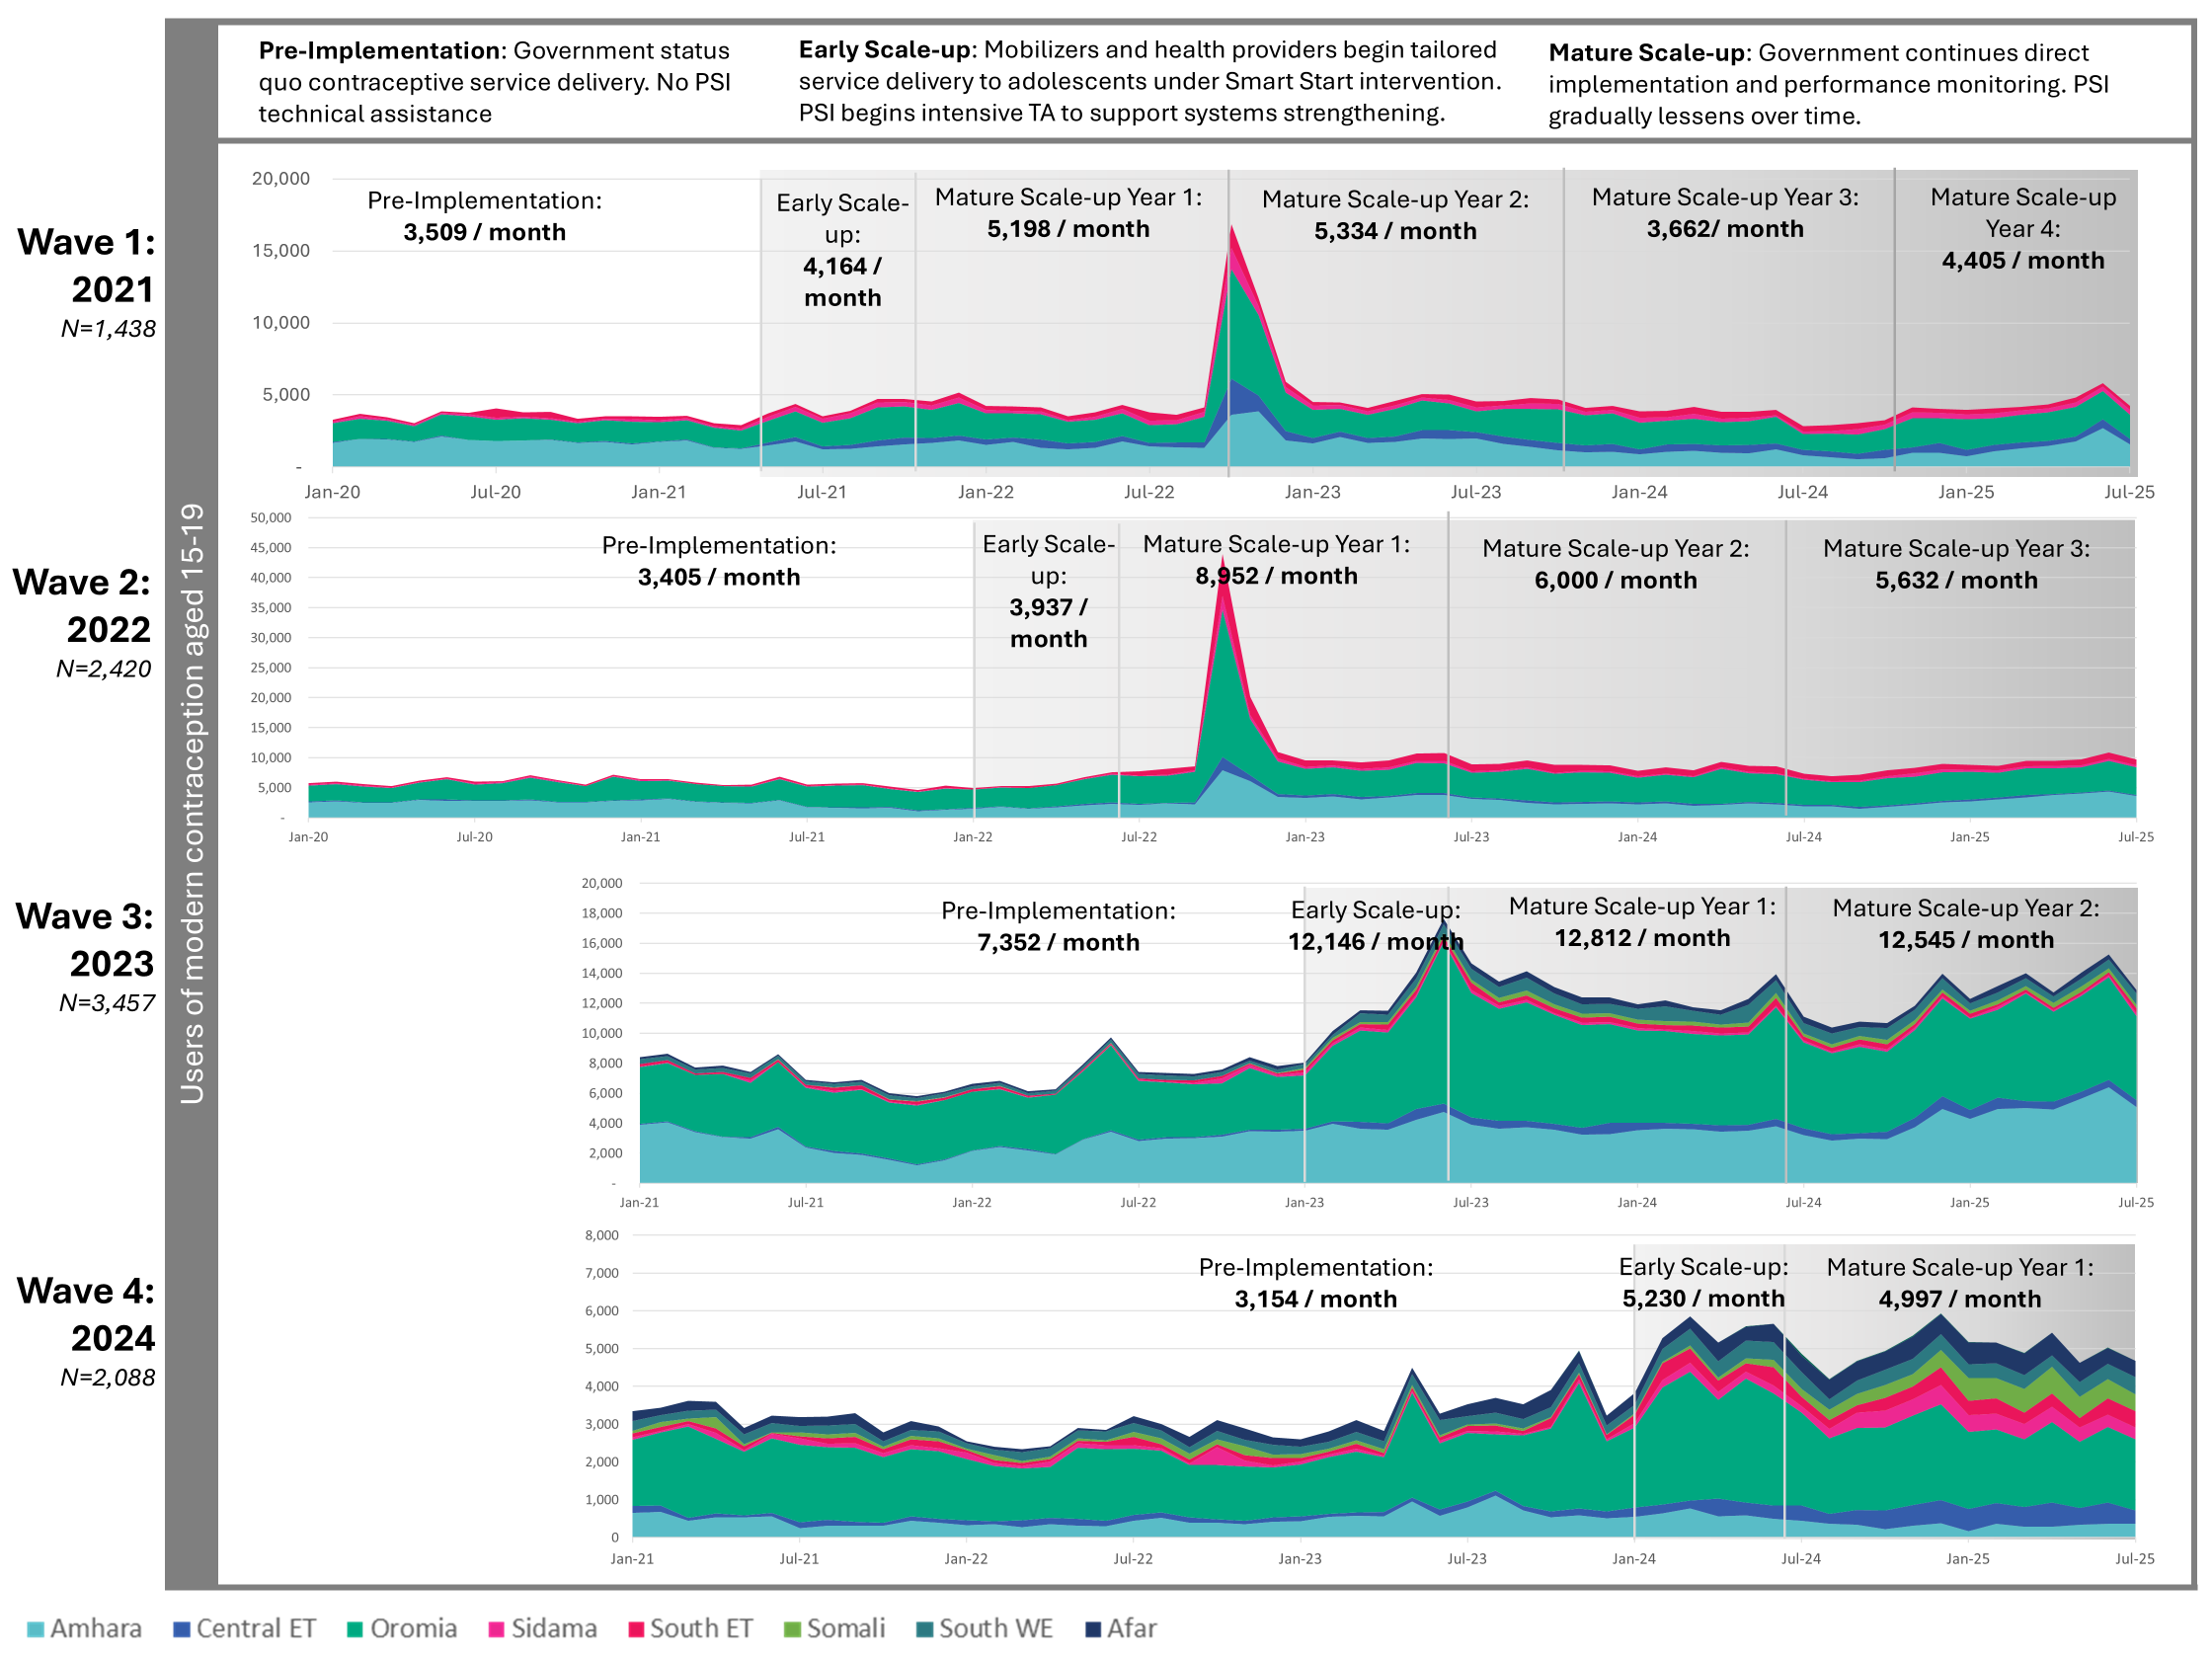 Pre-Implementation: Government status
quo contraceptive service delivery. No PSI
technical assistance
Early Scale-up: Mobilizers and health providers begin tailored
service delivery to adolescents under Smart Start intervention.
PSI begins intensive TA to support systems strengthening.
Mature Scale-up: Government continues direct
implementation and performance monitoring. PSI
gradually lessens over time.
Users of modern contraception aged 15-19
Wave 1:
2021
N=1,438
20,000
15,000
10,000
5,000
-
Pre-Implementation:
3,509 / month
Early Scale-
up:
4,164 /
month
Mature Scale-up Year 1:
5,198 / month
Mature Scale-up Year 2:
5,334 / month
Mature Scale-up Year 3:
3,662/ month
Mature Scale-up
Year 4:
4,405 / month
Jan-20 Jul-20 Jan-21 Jul-21 Jan-22 Jul-22 Jan-23 Jul-23 Jan-24 Jul-24 Jan-25 Jul-25
Wave 2:
2022
N=2,420
50,000
45,000
40,000
35,000
30,000
25,000
20,000
15,000
10,000
5,000
-
Pre-Implementation:
3,405 / month
Early Scale-
up:
3,937 /
month
Mature Scale-up Year 1:
8,952 / month
Mature Scale-up Year 2:
6,000 / month
Mature Scale-up Year 3:
5,632 / month
Jan-20 Jul-20 Jan-21 Jul-21 Jan-22 Jul-22 Jan-23 Jul-23 Jan-24 Jul-24 Jan-25 Jul-25
Wave 3:
2023
N=3,457
20,000
18,000
16,000
14,000
12,000
10,000
8,000
6,000
4,000
2,000
-
Pre-Implementation:
7,352 / month
Early Scale-up:
12,146 / month
Mature Scale-up Year 1:
12,812 / month
Mature Scale-up Year 2:
12,545 / month
Jan-21 Jul-21 Jan-22 Jul-22 Jan-23 Jul-23 Jan-24 Jul-24 Jan-25 Jul-25
Wave 4:
2024
N=2,088
8,000
7,000
6,000
5,000
4,000
3,000
2,000
1,000
0
Pre-Implementation:
3,154 / month
Early Scale-up:
5,230 / month
Mature Scale-up Year 1:
4,997 / month
Jan-21 Jul-21 Jan-22 Jul-22 Jan-23 Jul-23 Jan-24 Jul-24 Jan-25 Jul-25
Amhara Central ET Oromia Sidama South ET Somali South WE Afar